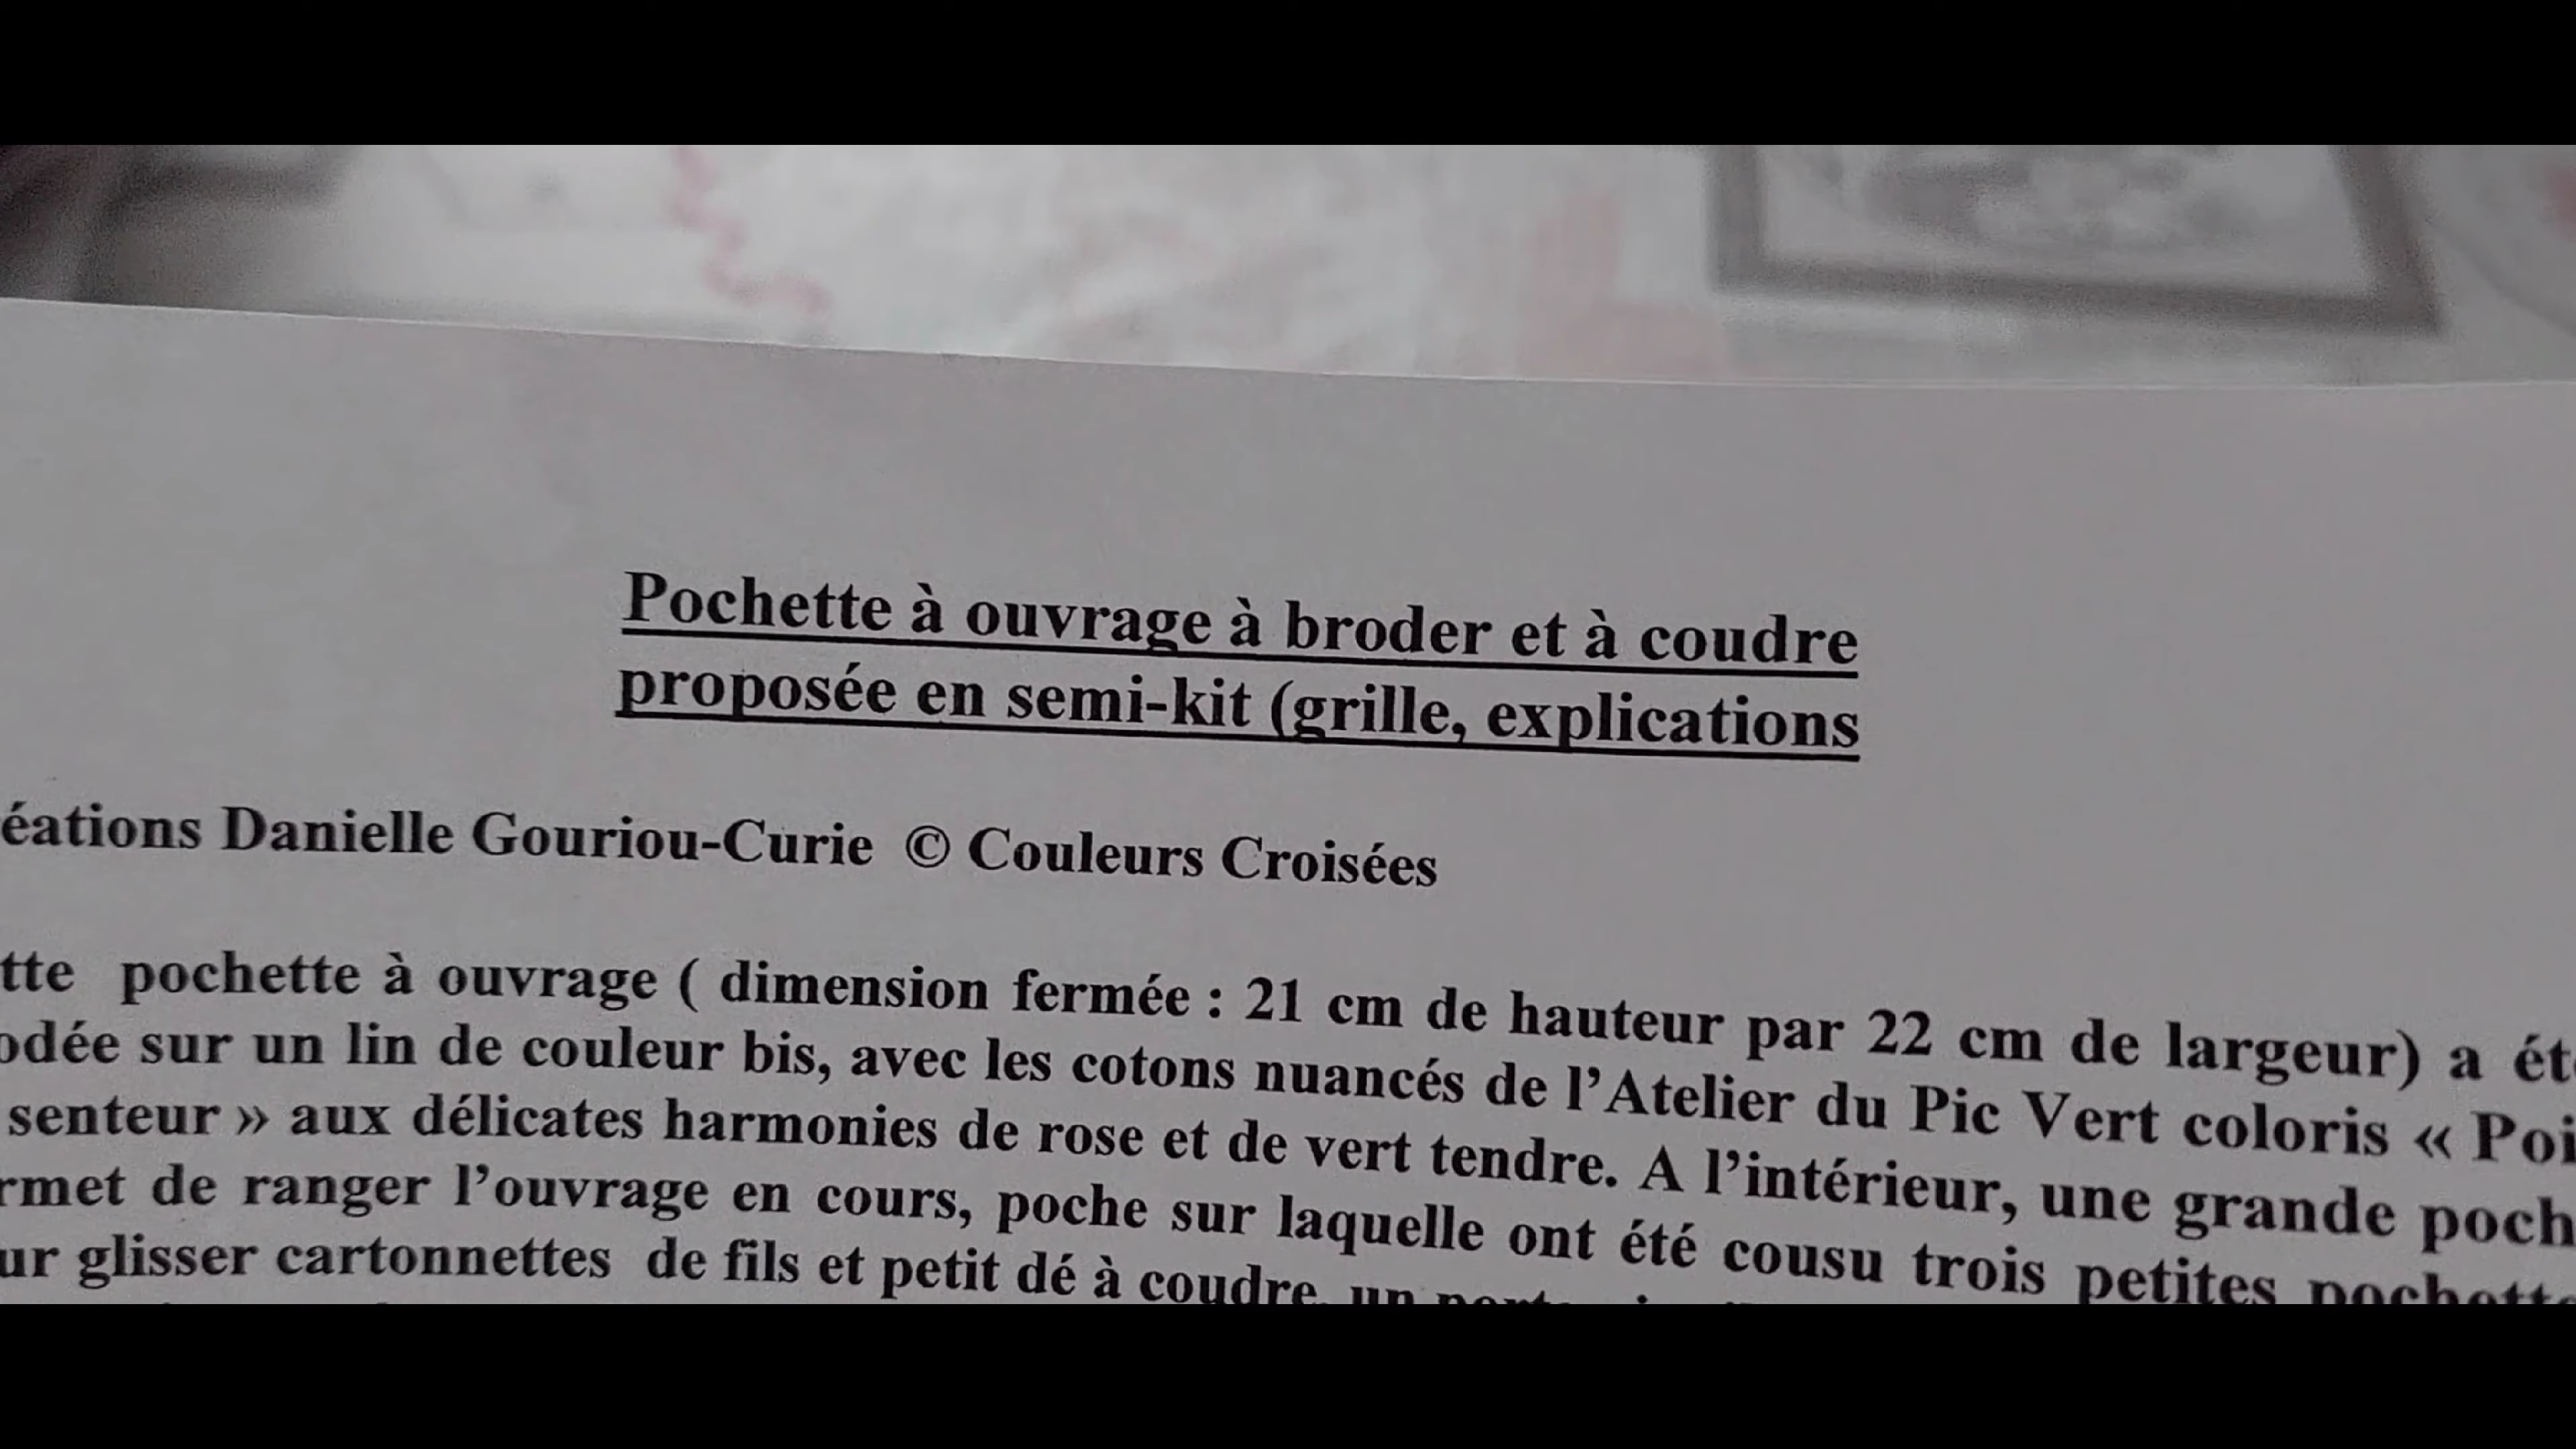 Pochette à ouvrage à broder et à coudre
proposée en semi-kit (grille, explications
éations Danielle Gouriou-Curie © Couleurs Croisées
tte pochette à ouvrage ( dimension fermée : 21 cm de hauteur par 22 cm de largeur) a ét
odée sur un lin de couleur bis, avec les cotons nuancés de l’Atelier du Pic Vert coloris « Poi
senteur » aux délicates harmonies de rose et de vert tendre. A l’intérieur, une grande poch
rmet de ranger l’ouvrage en cours, poche sur laquelle ont été cousu trois petites pochette
ur glisser cartonnettes de fils et petit dé à coudre, un